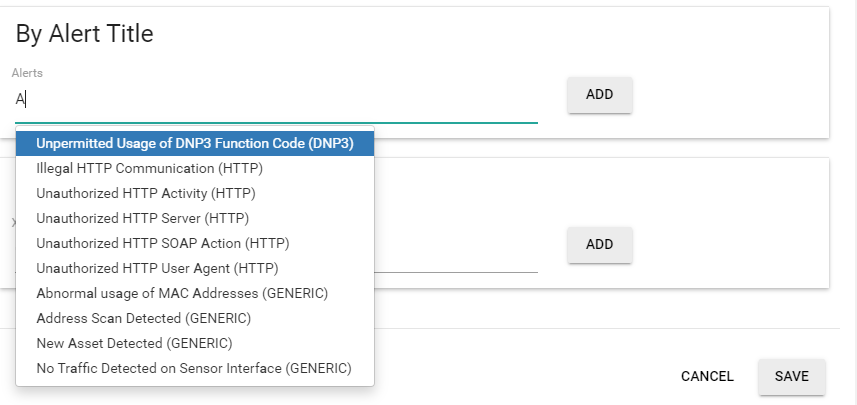 By Alert Title
Alerts
A
ADD
Unpermitted Usage of DNP3 Function Code (DNP3)
Illegal HTTP Communication (HTTP)
Unauthorized HTTP Activity (HTTP)
Unauthorized HTTP Server (HTTP)
Unauthorized HTTP SOAP Action (HTTP)
ADD
Unauthorized HTTP User Agent (HTTP)
Abnormal usage of MAC Addresses (GENERIC)
Address Scan Detected (GENERIC)
New Asset Detected (GENERIC)
No Traffic Detected on Sensor Interface (GENERIC)
CANCEL
SAVE